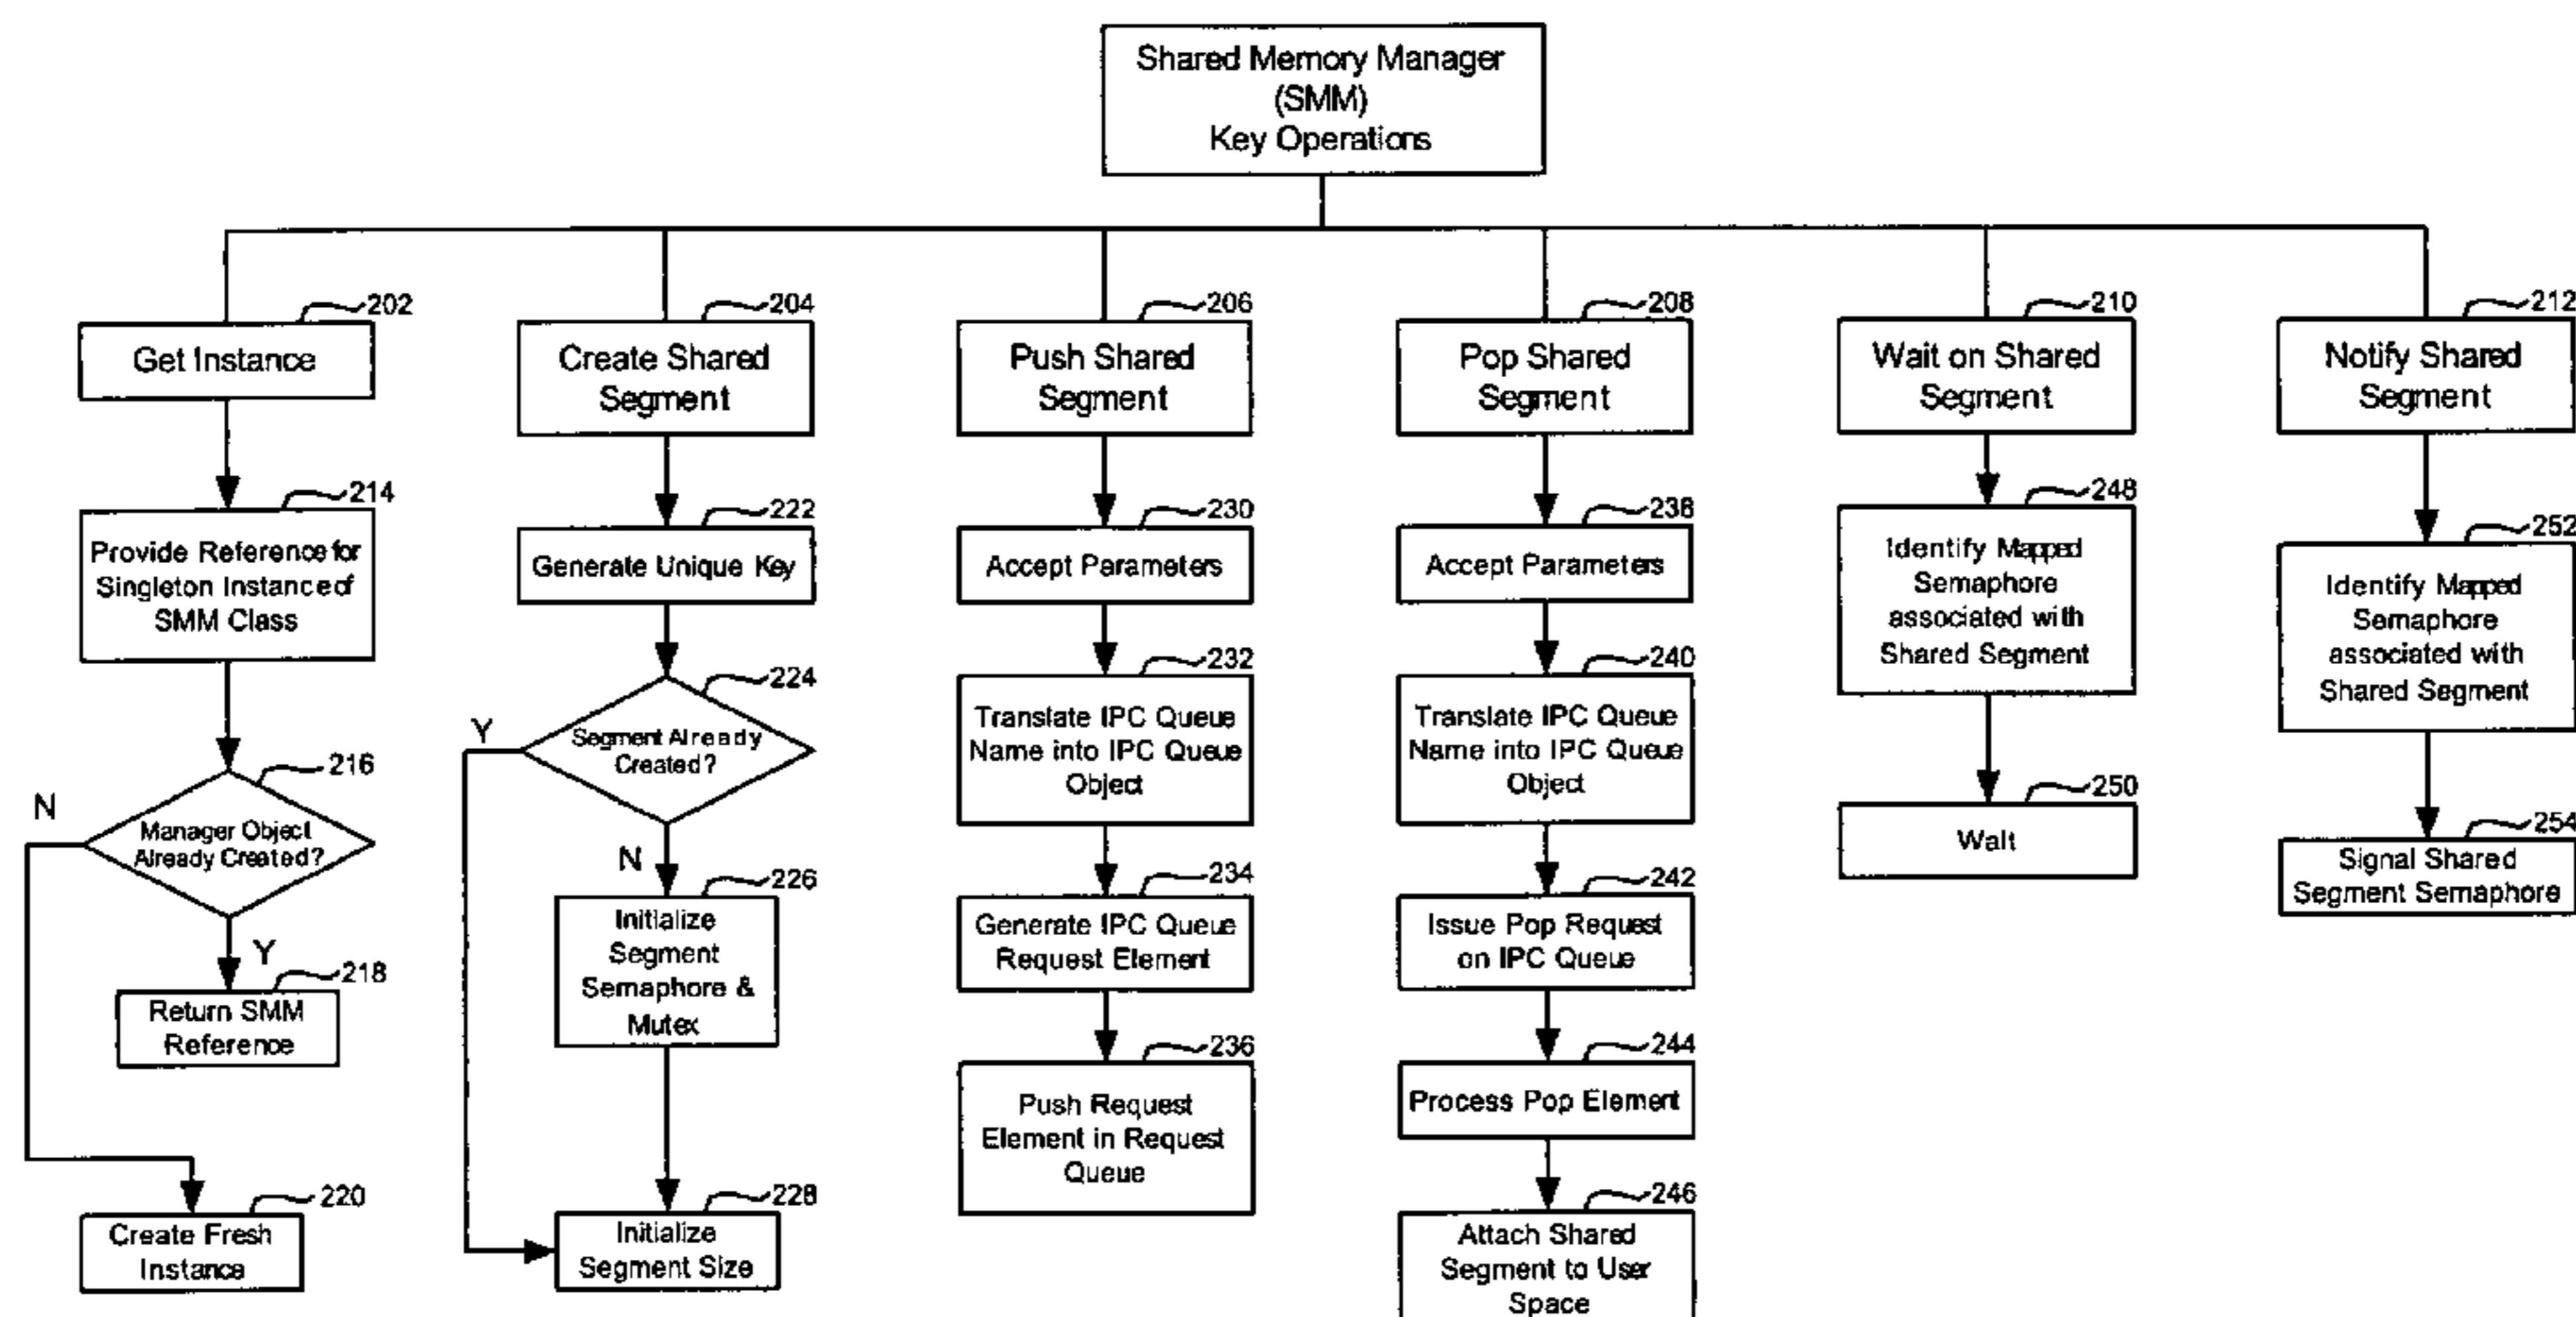 Shared Memory Manager
(SMM)
Key Operations
202
Get Instance
214
Provide Reference for
Singleton Instance of
SMM Class
216
Manager Object
Already Created?
N
Y
218
Return SMM
Reference
220
Create Fresh
Instance
204
Create Shared
Segment
222
Generate Unique Key
224
Segment Already
Created?
Y
N
226
Initialize
Segment
Semaphore &
Mutex
228
Initialize
Segment Size
206
Push Shared
Segment
230
Accept Parameters
232
Translate IPC Queue
Name into IPC Queue
Object
234
Generate IPC Queue
Request Element
236
Push Request
Element in Request
Queue
208
Pop Shared
Segment
238
Accept Parameters
240
Translate IPC Queue
Name into IPC Queue
Object
242
Issue Pop Request
on IPC Queue
244
Process Pop Element
246
Attach Shared
Segment to User
Space
210
Wait on Shared
Segment
248
Identify Mapped
Semaphore
associated with
Shared Segment
250
Wait
212
Notify Shared
Segment
252
Identify Mapped
Semaphore
associated with
Shared Segment
254
Signal Shared
Segment Semaphore